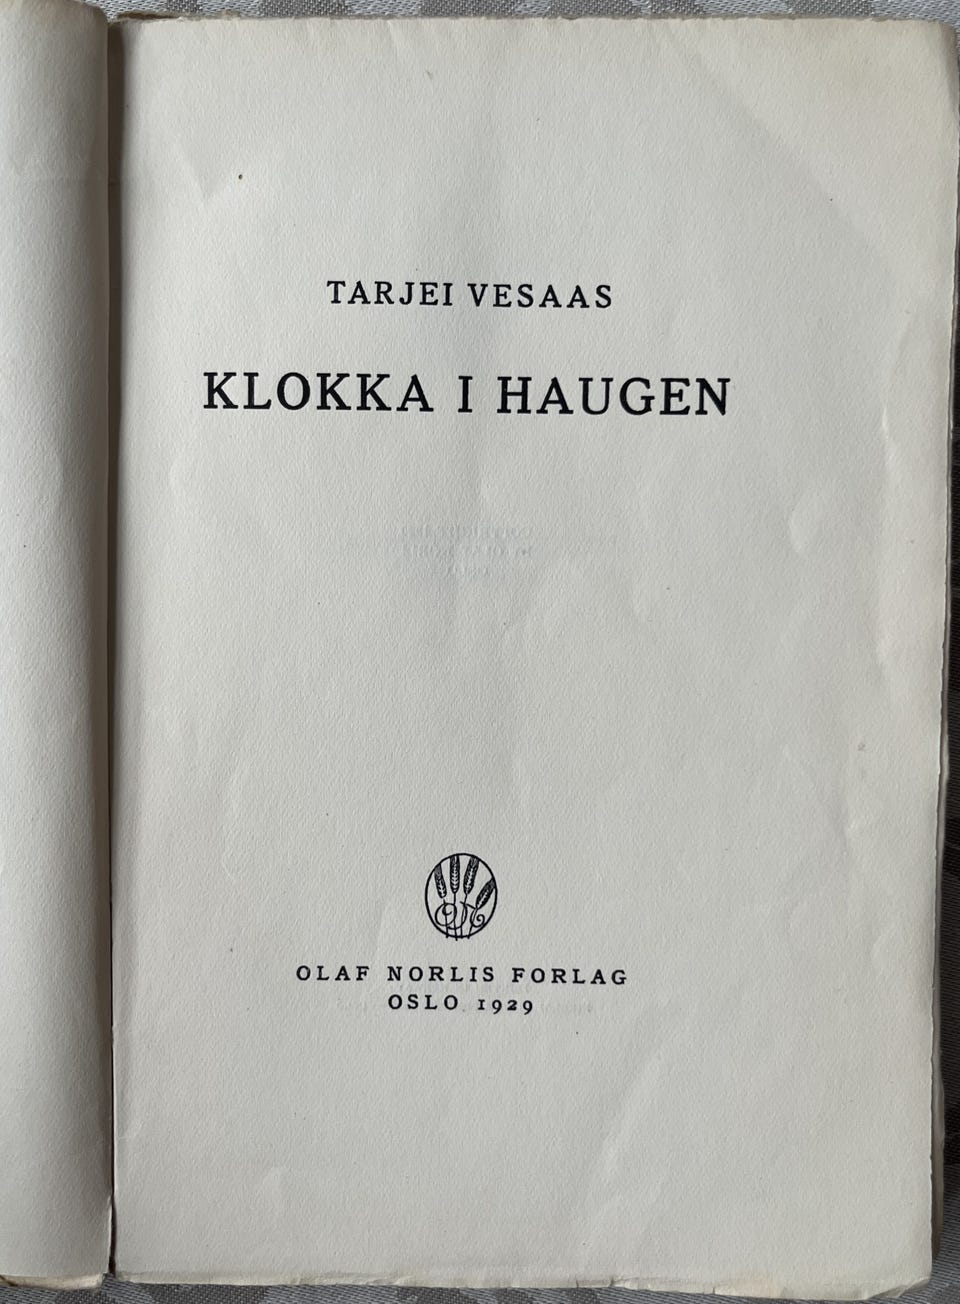 TARJEI VESAAS
KLOKKA I HAUGEN
OLAF NORLIS FORLAG
OSLO 1929